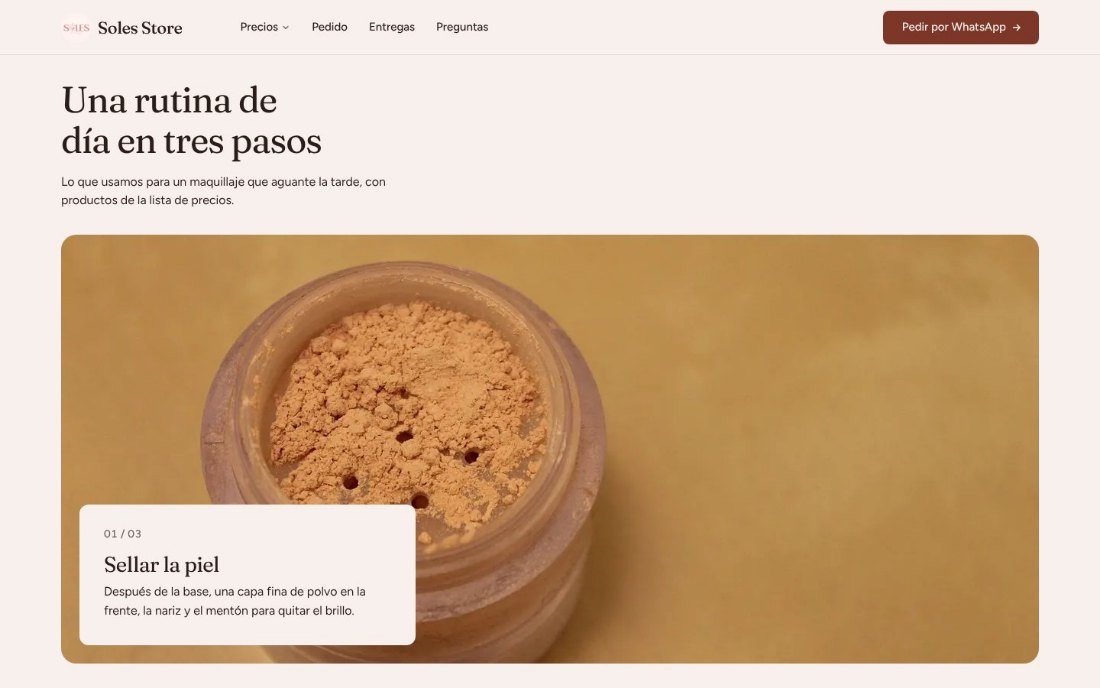 Soles Store
Precios
Pedido
Entregas
Preguntas
Pedir por WhatsApp →
Una rutina de
día en tres pasos
Lo que usamos para un maquillaje que aguante la tarde, con
productos de la lista de precios.
01 / 03
Sellar la piel
Después de la base, una capa fina de polvo en la
frente, la nariz y el mentón para quitar el brillo.